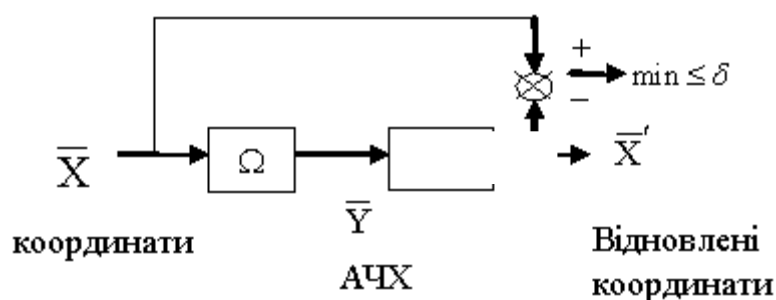 +
min ≤ δ
−
X̅
Ω
X̅′
Y̅
координати
АЧХ
Відновлені
координати